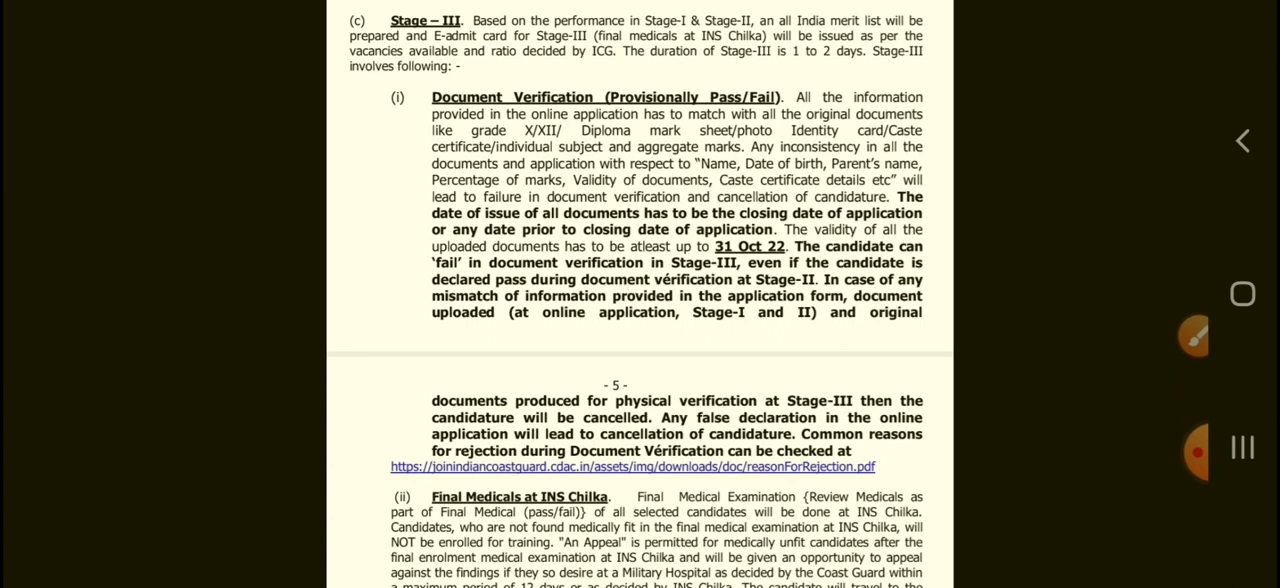 (c) Stage – III. Based on the performance in Stage-I & Stage-II, an all India merit list will be
prepared and E-admit card for Stage-III (final medicals at INS Chilka) will be issued as per the
vacancies available and ratio decided by ICG. The duration of Stage-III is 1 to 2 days. Stage-III
involves following: -
(i) Document Verification (Provisionally Pass/Fail). All the information
provided in the online application has to match with all the original documents
like grade X/XII/ Diploma mark sheet/photo Identity card/Caste
certificate/individual subject and aggregate marks. Any inconsistency in all the
documents and application with respect to “Name, Date of birth, Parent’s name,
Percentage of marks, Validity of documents, Caste certificate details etc” will
lead to failure in document verification and cancellation of candidature. The
date of issue of all documents has to be the closing date of application
or any date prior to closing date of application. The validity of all the
uploaded documents has to be atleast up to 31 Oct 22. The candidate can
‘fail’ in document verification in Stage-III, even if the candidate is
declared pass during document vérification at Stage-II. In case of any
mismatch of information provided in the application form, document
uploaded (at online application, Stage-I and II) and original
- 5 -
documents produced for physical verification at Stage-III then the
candidature will be cancelled. Any false declaration in the online
application will lead to cancellation of candidature. Common reasons
for rejection during Document Vérification can be checked at
https://joinindiancoastguard.cdac.in/assets/img/downloads/doc/reasonForRejection.pdf
(ii) Final Medicals at INS Chilka. Final Medical Examination {Review Medicals as
part of Final Medical (pass/fail)} of all selected candidates will be done at INS Chilka.
Candidates, who are not found medically fit in the final medical examination at INS Chilka, will
NOT be enrolled for training. "An Appeal" is permitted for medically unfit candidates after the
final enrolment medical examination at INS Chilka and will be given an opportunity to appeal
against the findings if they so desire at a Military Hospital as decided by the Coast Guard within
a maximum period of 12 days or as decided by INS Chilka. The candidate will travel to the